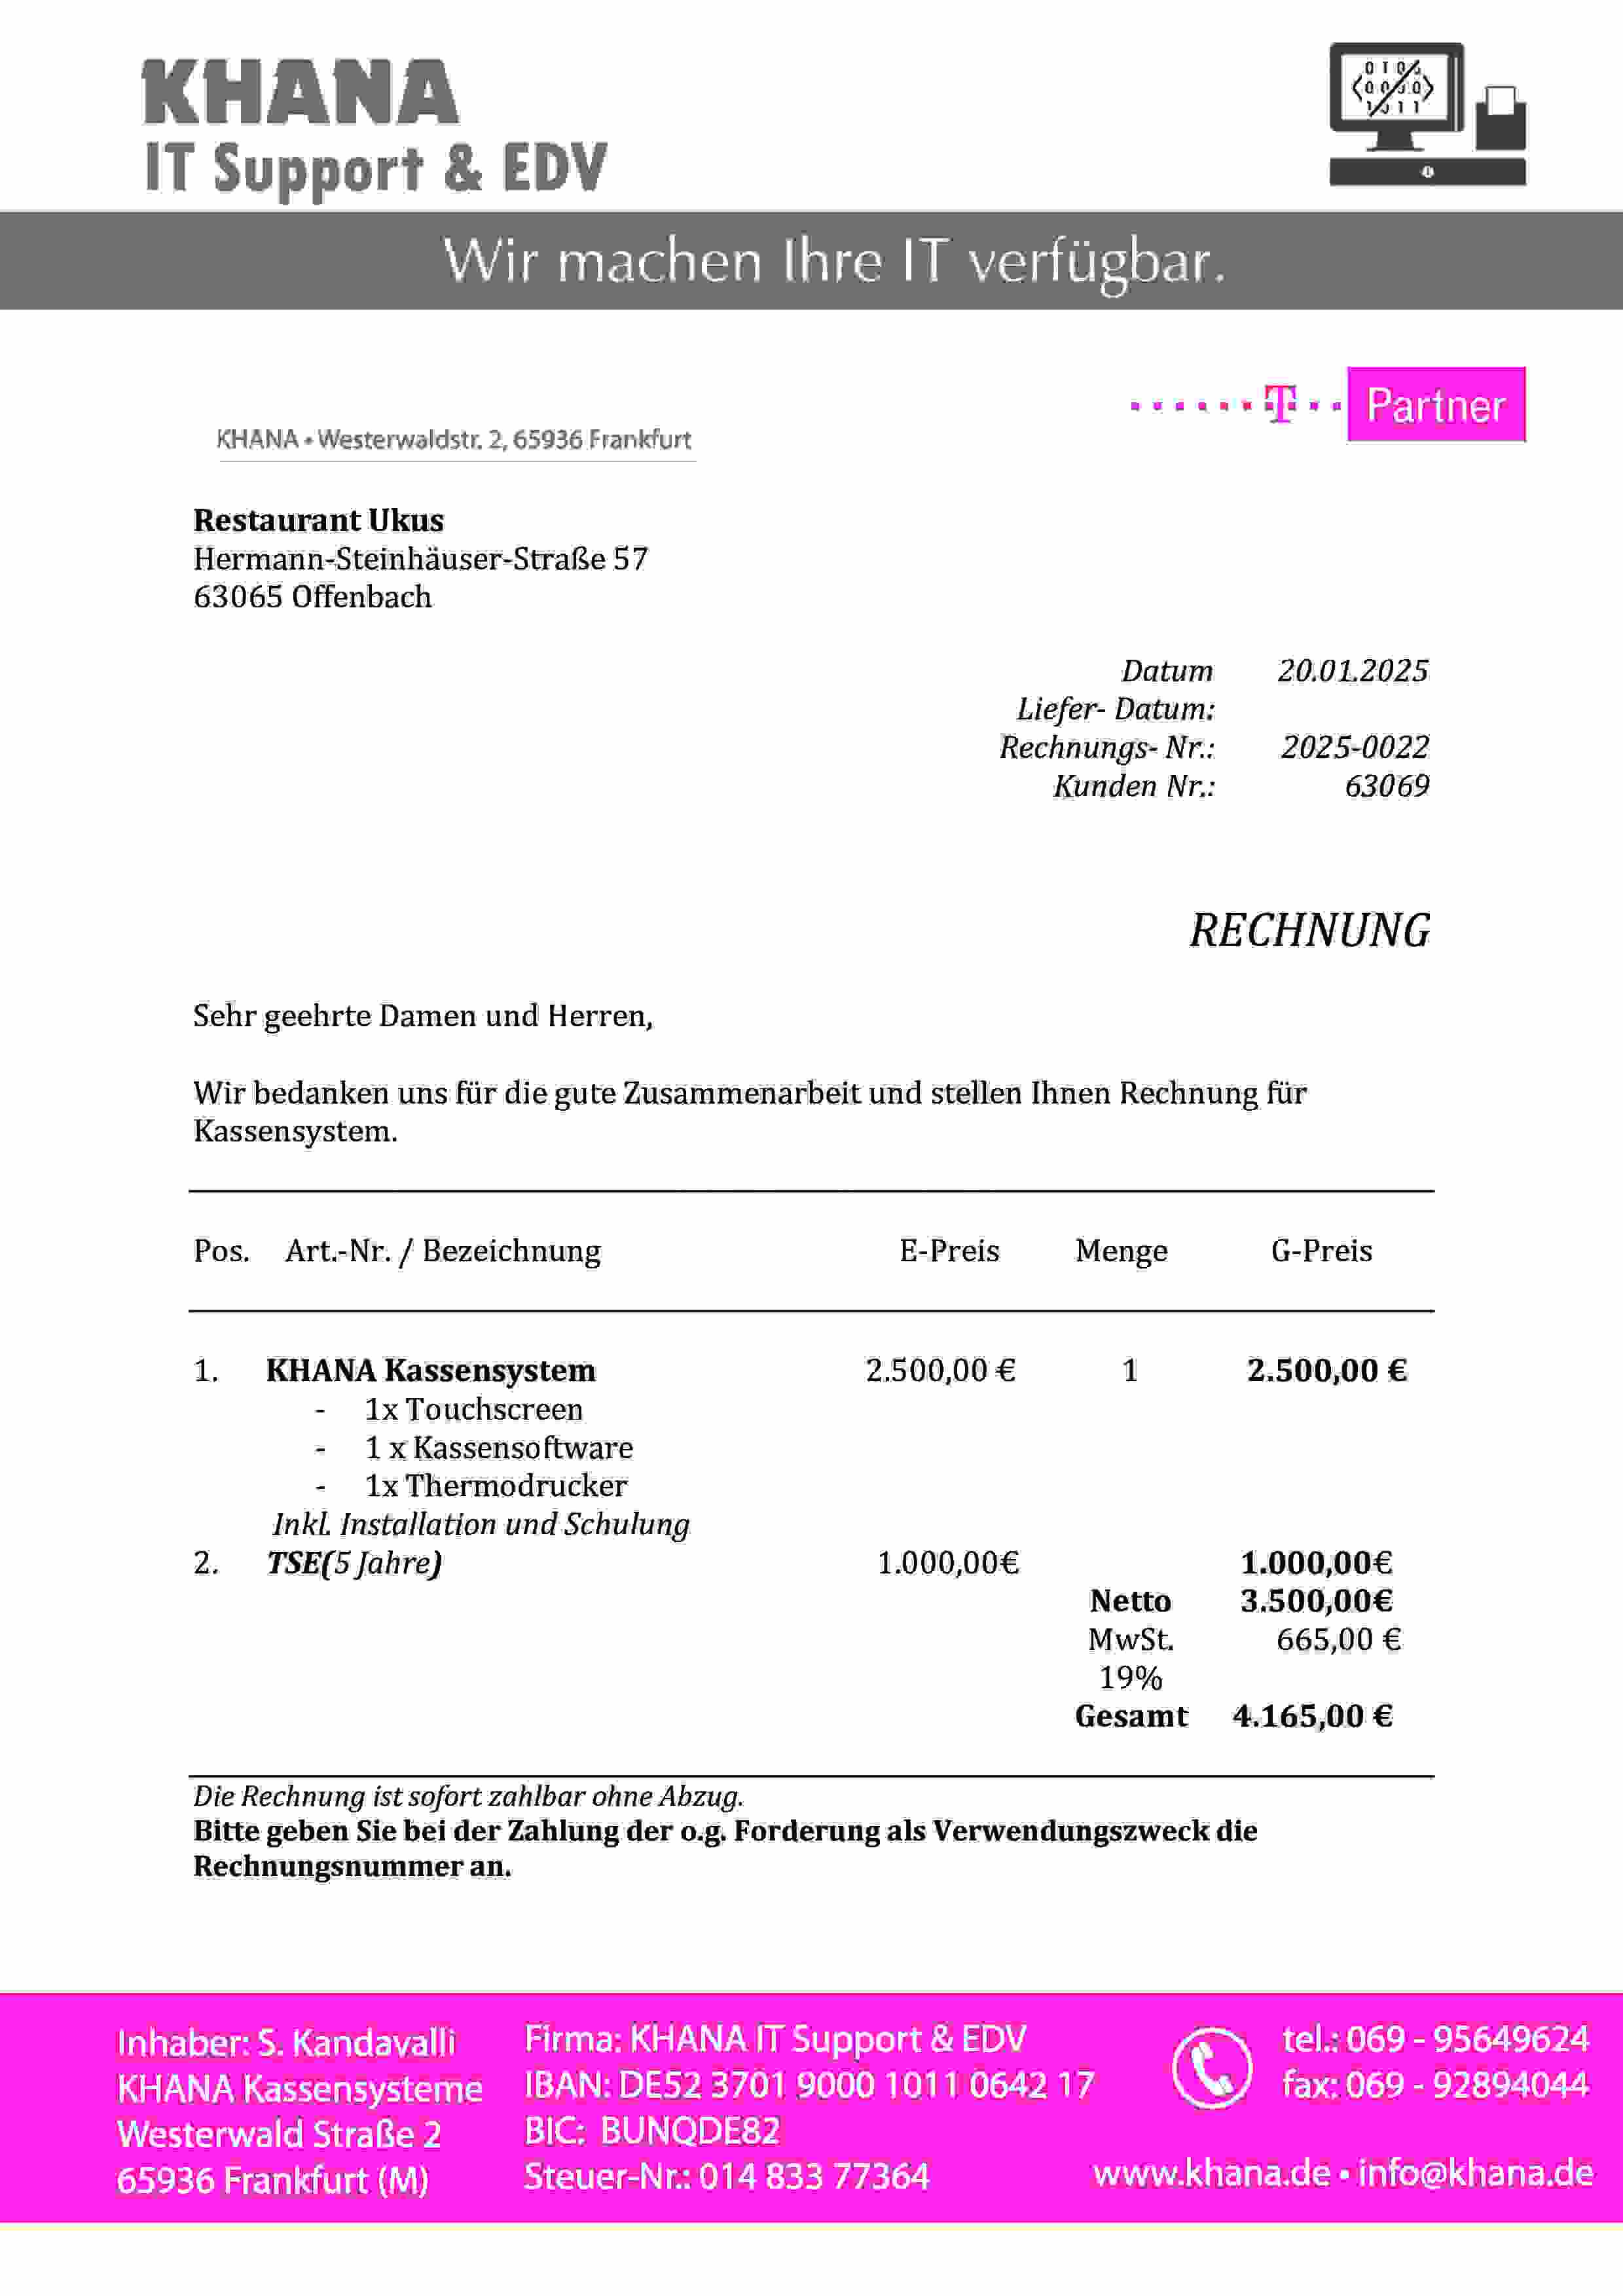 KHANA
IT Support & EDV
Wir machen Ihre IT verfügbar.
T Partner
KHANA • Westerwaldstr. 2, 65936 Frankfurt
Restaurant Ukus
Hermann-Steinhäuser-Straße 57
63065 Offenbach
Datum 20.01.2025
Liefer- Datum:
Rechnungs- Nr.: 2025-0022
Kunden Nr.: 63069
RECHNUNG
Sehr geehrte Damen und Herren,
Wir bedanken uns für die gute Zusammenarbeit und stellen Ihnen Rechnung für
Kassensystem.
Pos. Art.-Nr. / Bezeichnung E-Preis Menge G-Preis
1. KHANA Kassensystem 2.500,00 € 1 2.500,00 €
- 1x Touchscreen
- 1 x Kassensoftware
- 1x Thermodrucker
Inkl. Installation und Schulung
2. TSE(5 Jahre) 1.000,00€ 1.000,00€
Netto 3.500,00€
MwSt. 665,00 €
19%
Gesamt 4.165,00 €
Die Rechnung ist sofort zahlbar ohne Abzug.
Bitte geben Sie bei der Zahlung der o.g. Forderung als Verwendungszweck die
Rechnungsnummer an.
Inhaber: S. Kandavalli
KHANA Kassensysteme
Westerwald Straße 2
65936 Frankfurt (M)
Firma: KHANA IT Support & EDV
IBAN: DE52 3701 9000 1011 0642 17
BIC: BUNQDE82
Steuer-Nr.: 014 833 77364
tel.: 069 - 95649624
fax: 069 - 92894044
www.khana.de • info@khana.de